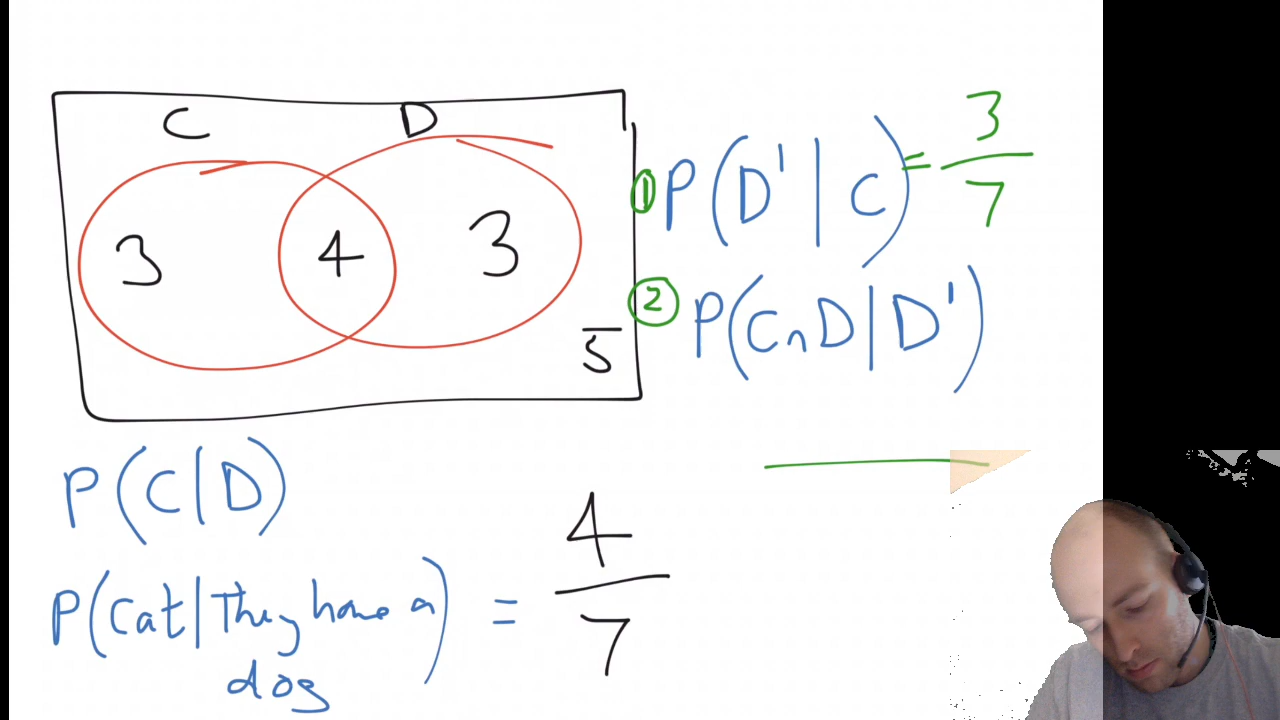 C D
3 4 3
5
① P(D' | C) = 3/7
② P(C∩D | D')
P(C|D)
P(Cat | They have a dog) = 4/7